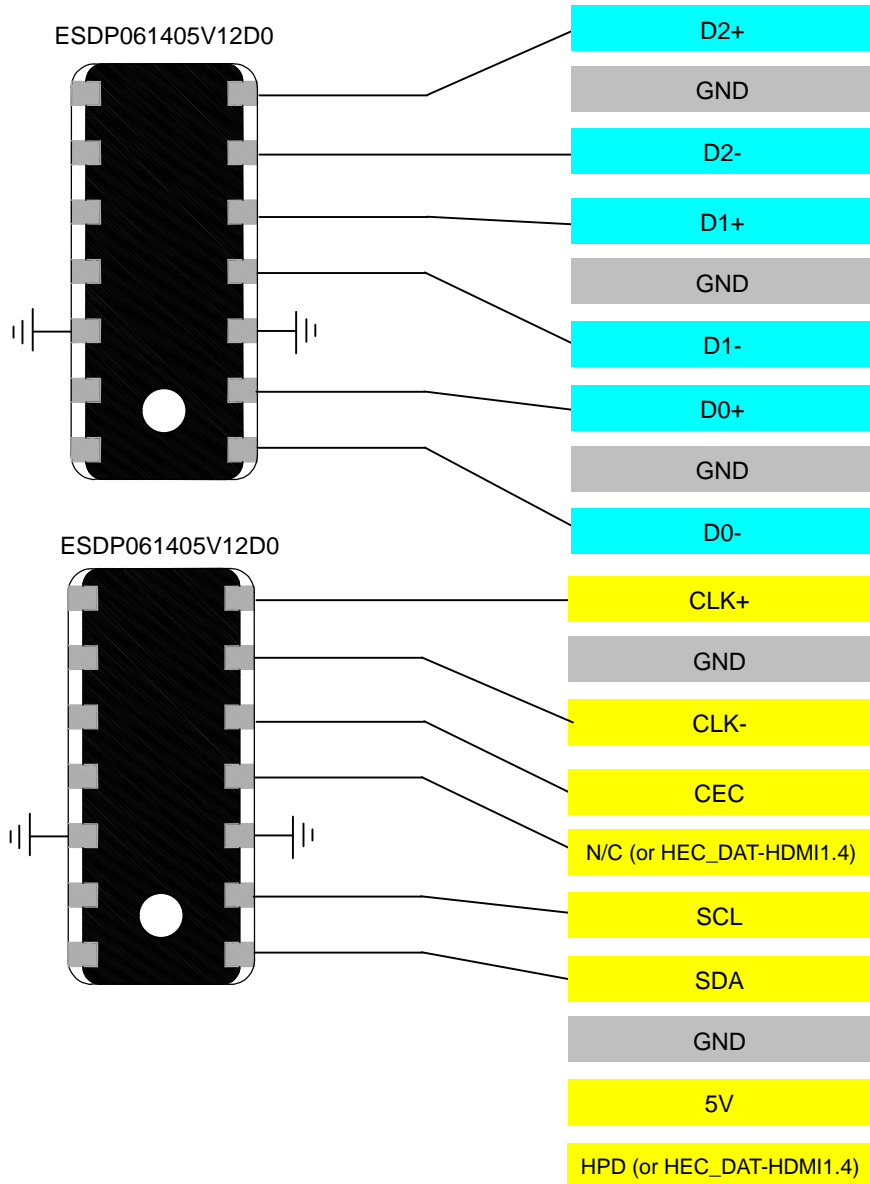 ESDP061405V12D0
D2+
GND
D2-
D1+
GND
D1-
D0+
GND
D0-
ESDP061405V12D0
CLK+
GND
CLK-
CEC
N/C (or HEC_DAT-HDMI1.4)
SCL
SDA
GND
5V
HPD (or HEC_DAT-HDMI1.4)